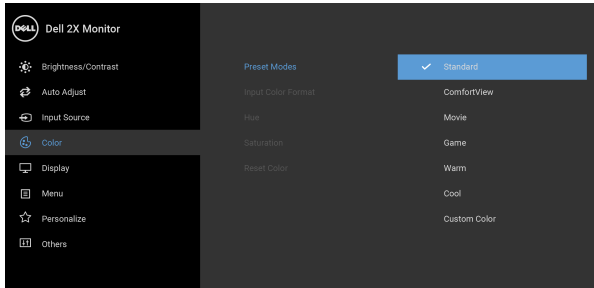 DELL
Dell 2X Monitor
Brightness/Contrast
Auto Adjust
Input Source
Color
Display
Menu
Personalize
Others
Preset Modes
Input Color Format
Hue
Saturation
Reset Color
Standard
ComfortView
Movie
Game
Warm
Cool
Custom Color